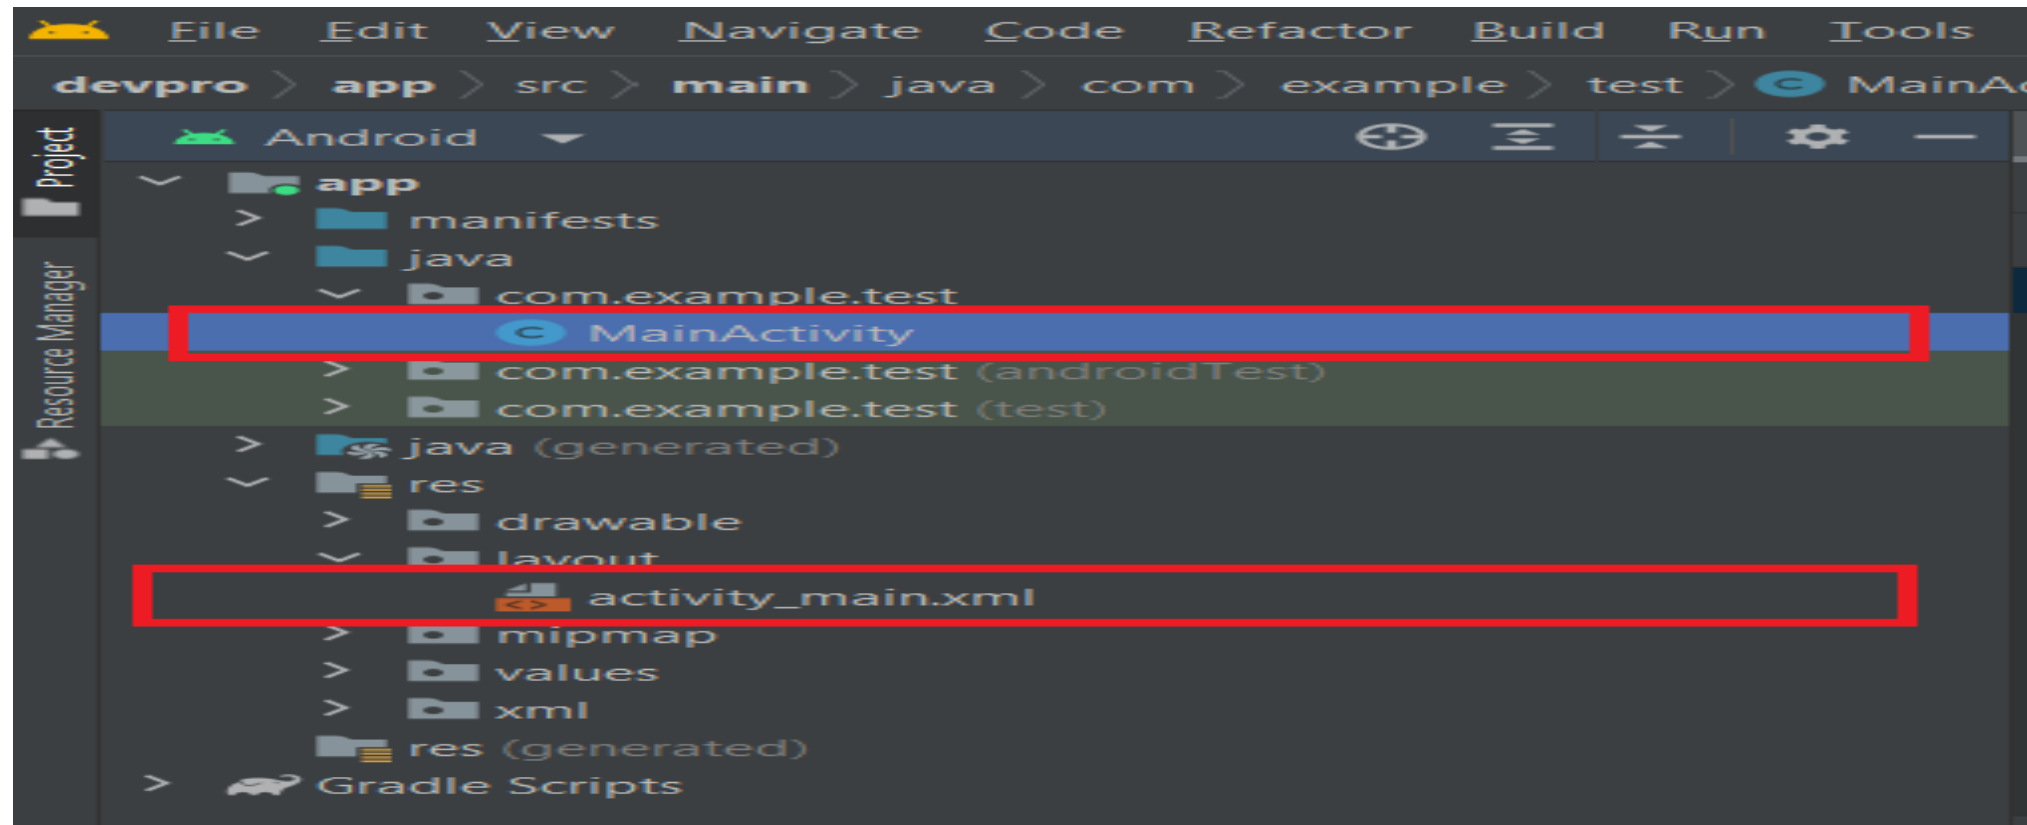 File Edit View Navigate Code Refactor Build Run Tools
devpro app src main java com example test MainAc
Project
Resource Manager
Android
app
manifests
java
com.example.test
MainActivity
com.example.test (androidTest)
com.example.test (test)
java (generated)
res
drawable
layout
activity_main.xml
mipmap
values
xml
res (generated)
Gradle Scripts